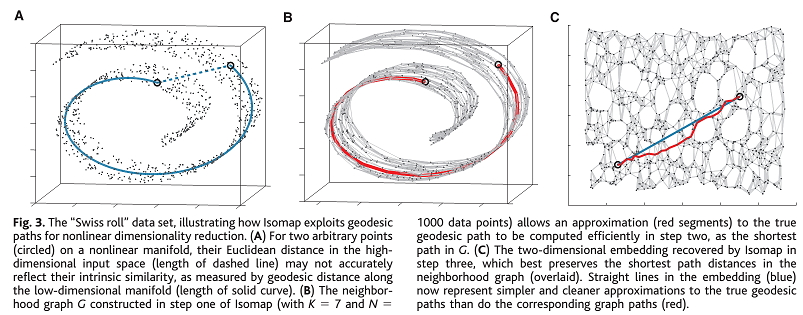 A
B
C
Fig. 3. The “Swiss roll” data set, illustrating how Isomap exploits geodesic
paths for nonlinear dimensionality reduction. (A) For two arbitrary points
(circled) on a nonlinear manifold, their Euclidean distance in the high-
dimensional input space (length of dashed line) may not accurately
reflect their intrinsic similarity, as measured by geodesic distance along
the low-dimensional manifold (length of solid curve). (B) The neighbor-
hood graph G constructed in step one of Isomap (with K = 7 and N =
1000 data points) allows an approximation (red segments) to the true
geodesic path to be computed efficiently in step two, as the shortest
path in G. (C) The two-dimensional embedding recovered by Isomap in
step three, which best preserves the shortest path distances in the
neighborhood graph (overlaid). Straight lines in the embedding (blue)
now represent simpler and cleaner approximations to the true geodesic
paths than do the corresponding graph paths (red).